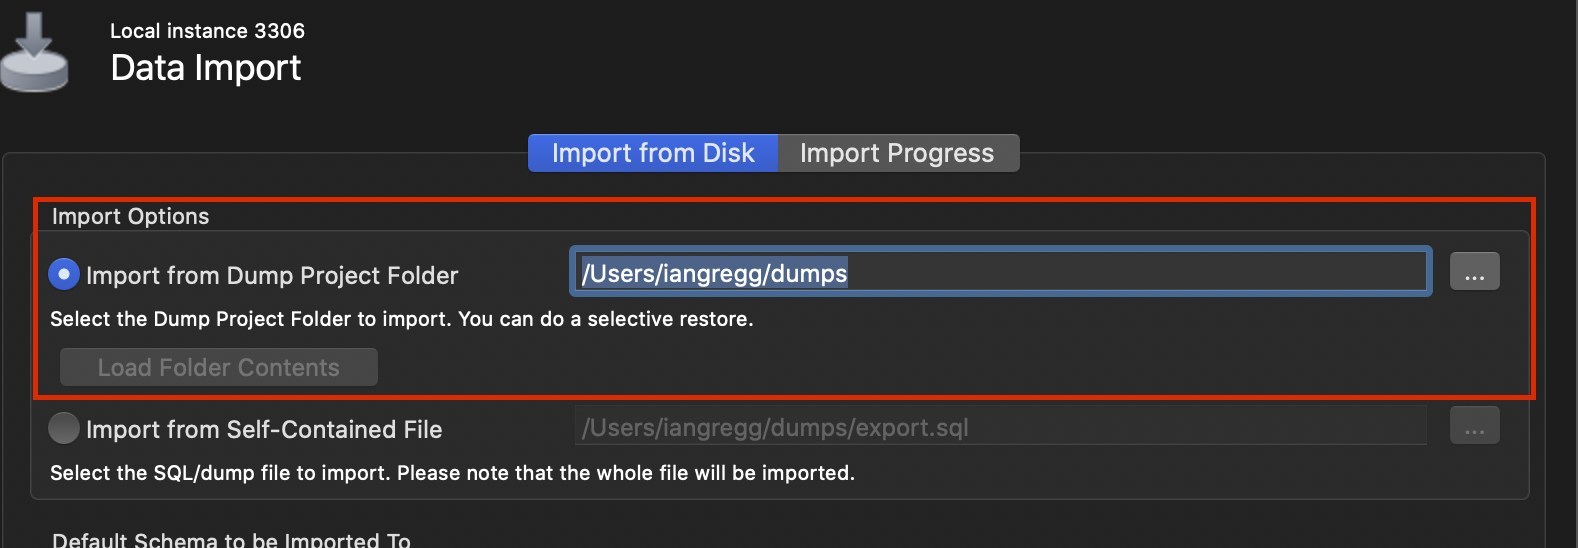 Local instance 3306
Data Import
Import from Disk
Import Progress
Import Options
Import from Dump Project Folder
/Users/iangregg/dumps
...
Select the Dump Project Folder to import. You can do a selective restore.
Load Folder Contents
Import from Self-Contained File
/Users/iangregg/dumps/export.sql
...
Select the SQL/dump file to import. Please note that the whole file will be imported.
Default Schema to be Imported To